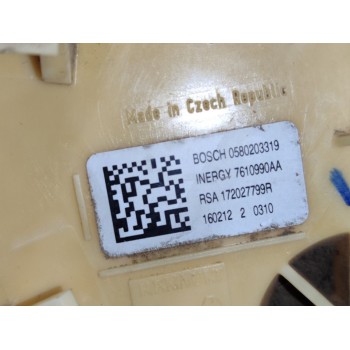 Made in Czech Republic
BOSCH 0580203319
INERGY 7610990AA
RSA 172027799R
160212 2 0310